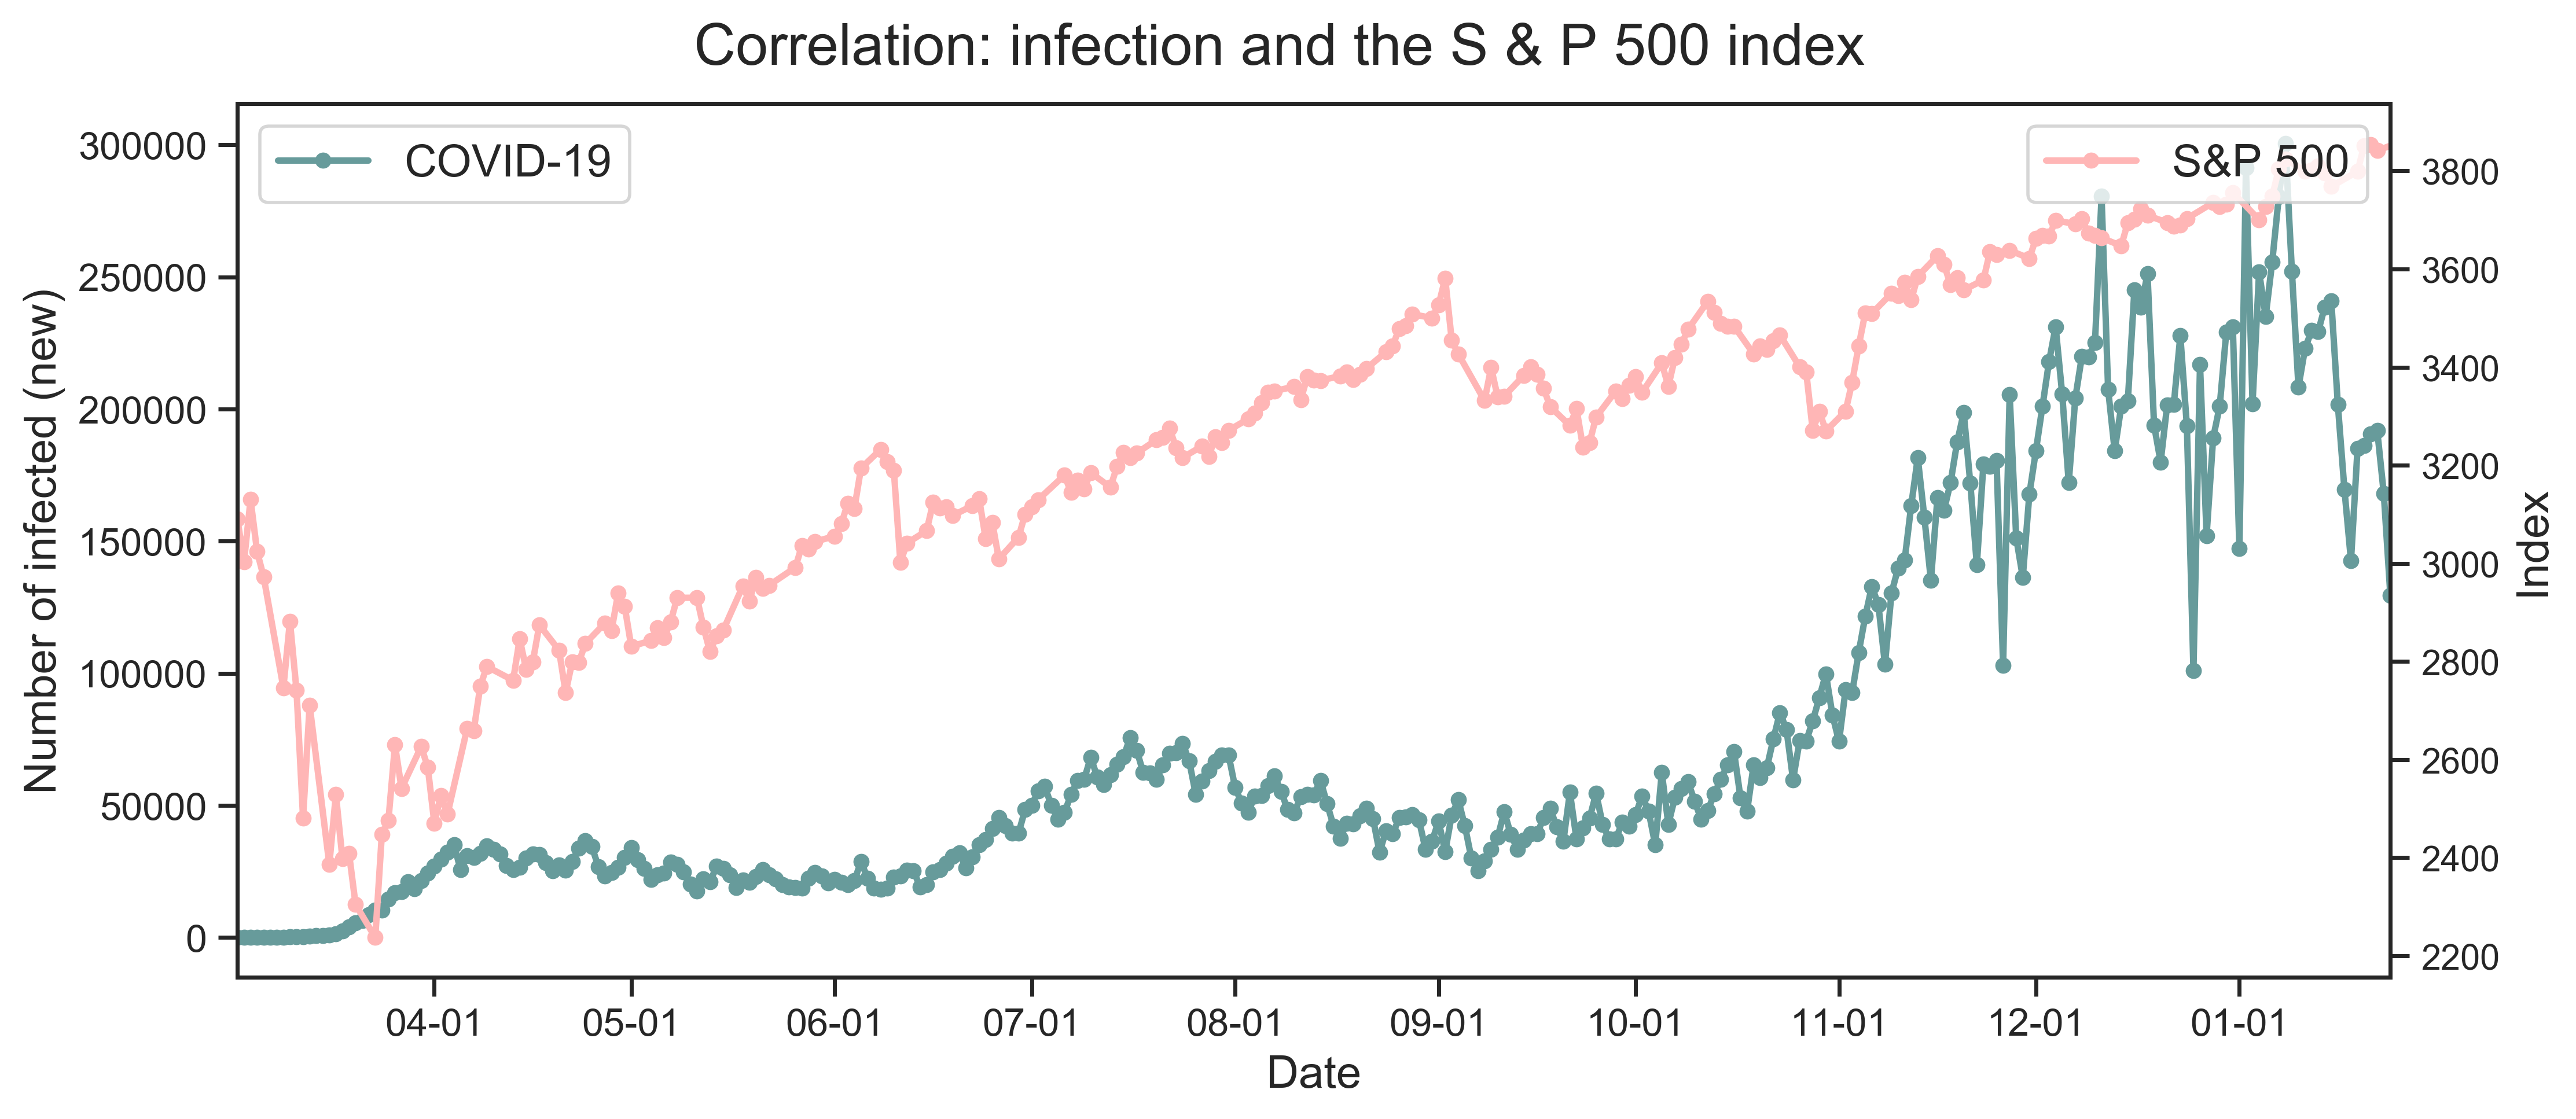 Correlation: infection and the S & P 500 index
COVID-19
S&P 500
Number of infected (new)
300000
250000
200000
150000
100000
50000
0
3800
3600
3400
3200
3000
2800
2600
2400
2200
Index
04-01 05-01 06-01 07-01 08-01 09-01 10-01 11-01 12-01 01-01
Date